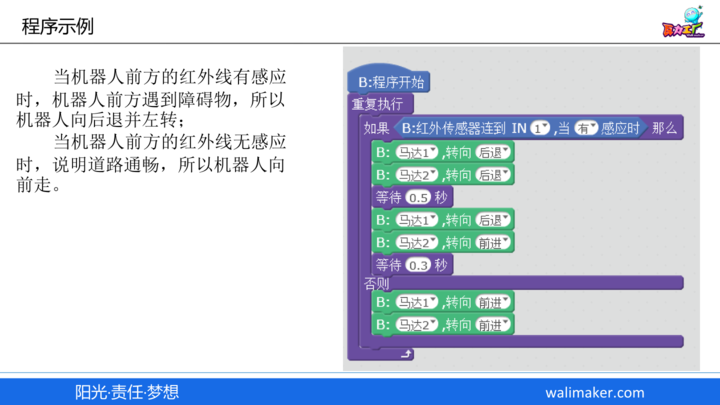 程序示例
瓦力工厂
当机器人前方的红外线有感应
时，机器人前方遇到障碍物，所以
机器人向后退并左转；
当机器人前方的红外线无感应
时，说明道路通畅，所以机器人向
前走。
B:程序开始
重复执行
如果 B:红外传感器连到 IN 1 ,当 有 感应时 那么
B: 马达1 ,转向 后退
B: 马达2 ,转向 后退
等待 0.5 秒
B: 马达1 ,转向 后退
B: 马达2 ,转向 前进
等待 0.3 秒
否则
B: 马达1 ,转向 前进
B: 马达2 ,转向 前进
阳光·责任·梦想
walimaker.com